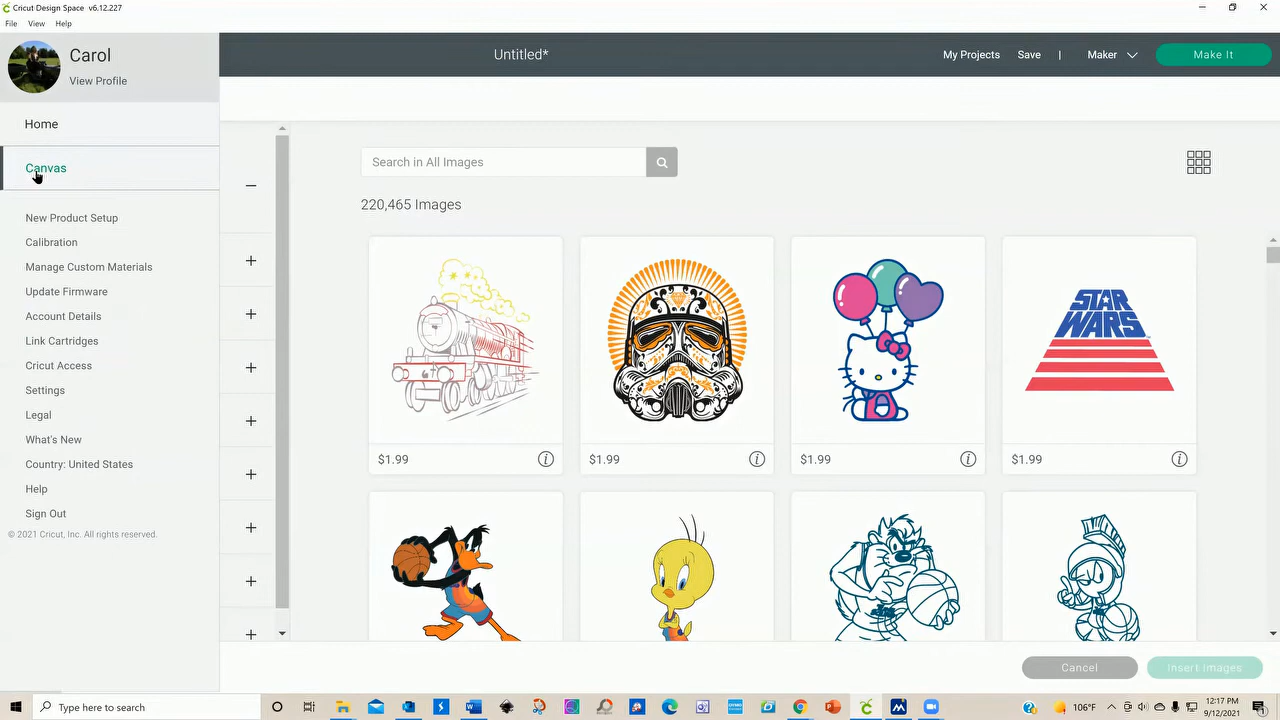 Cricut Design Space v6.12.227
File View Help
Carol
View Profile
Untitled*
My Projects Save | Maker Make It
Home
Canvas
New Product Setup
Calibration
Manage Custom Materials
Update Firmware
Account Details
Link Cartridges
Cricut Access
Settings
Legal
What's New
Country: United States
Help
Sign Out
© 2021 Cricut, Inc. All rights reserved.
Search in All Images
220,465 Images
STAR
WARS
$1.99 $1.99 $1.99 $1.99
Cancel Insert Images
Type here to search
106°F
12:17 PM
9/12/2021